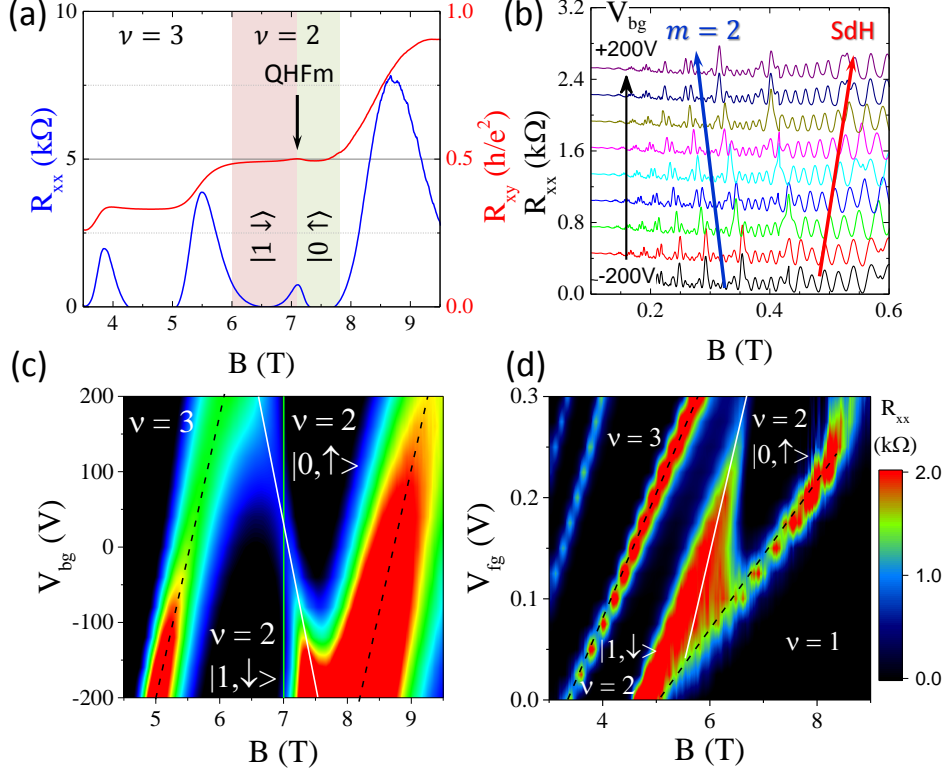 (a)
ν = 3
ν = 2
QHFm
|1 ↓⟩
|0 ↑⟩
10
5
0
R_xx (kΩ)
1.0
0.5
0.0
R_xy (h/e²)
4 5 6 7 8 9
B (T)
(b)
V_bg
+200V
-200V
m = 2
SdH
3.2
2.4
1.6
0.8
0.0
R_xx (kΩ)
0.2 0.4 0.6
B (T)
(c)
ν = 3
ν = 2
|0,↑>
ν = 2
|1,↓>
200
100
0
-100
-200
V_bg (V)
5 6 7 8 9
B (T)
(d)
ν = 3
ν = 2
|0,↑>
|1,↓>
ν = 2
ν = 1
0.3
0.2
0.1
0.0
V_fg (V)
4 6 8
B (T)
R_xx
(kΩ)
2.0
1.0
0.0